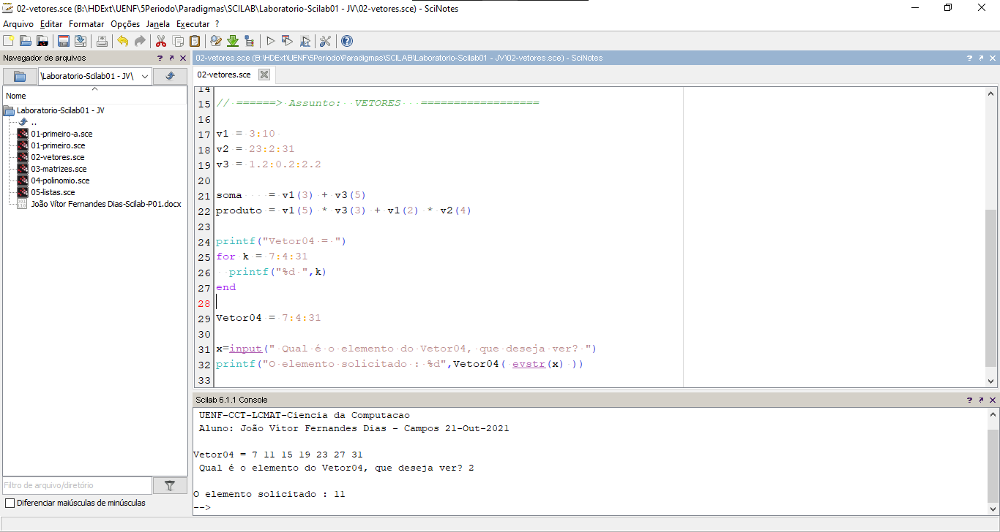 02-vetores.sce (B:\HDExt\UENF\5Periodo\Paradigmas\SCILAB\Laboratorio-Scilab01 - JV\02-vetores.sce) - SciNotes
Arquivo Editar Formatar Opções Janela Executar ?
Navegador de arquivos
\Laboratorio-Scilab01 - JV\
Nome
Laboratorio-Scilab01 - JV
..
01-primeiro-a.sce
01-primeiro.sce
02-vetores.sce
03-matrizes.sce
04-polinomio.sce
05-listas.sce
João Vítor Fernandes Dias-Scilab-P01.docx
Filtro de arquivo/diretório
Diferenciar maiúsculas de minúsculas
02-vetores.sce (B:\HDExt\UENF\5Periodo\Paradigmas\SCILAB\Laboratorio-Scilab01 - JV\02-vetores.sce) - SciNotes
02-vetores.sce
14
15 // ======> Assunto:  VETORES   ==================
16
17 v1 = 3:10
18 v2 = 23:2:31
19 v3 = 1.2:0.2:2.2
20
21 soma    = v1(3) + v3(5)
22 produto = v1(5) * v3(3) + v1(2) * v2(4)
23
24 printf("Vetor04 = ")
25 for k = 7:4:31
26   printf("%d ",k)
27 end
28
29 Vetor04 = 7:4:31
30
31 x=input(" Qual é o elemento do Vetor04, que deseja ver? ")
32 printf("O elemento solicitado : %d",Vetor04( evstr(x) ))
33
Scilab 6.1.1 Console
UENF-CCT-LCMAT-Ciencia da Computacao
Aluno: João Vítor Fernandes Dias - Campos 21-Out-2021
Vetor04 = 7 11 15 19 23 27 31
Qual é o elemento do Vetor04, que deseja ver? 2
O elemento solicitado : 11
-->